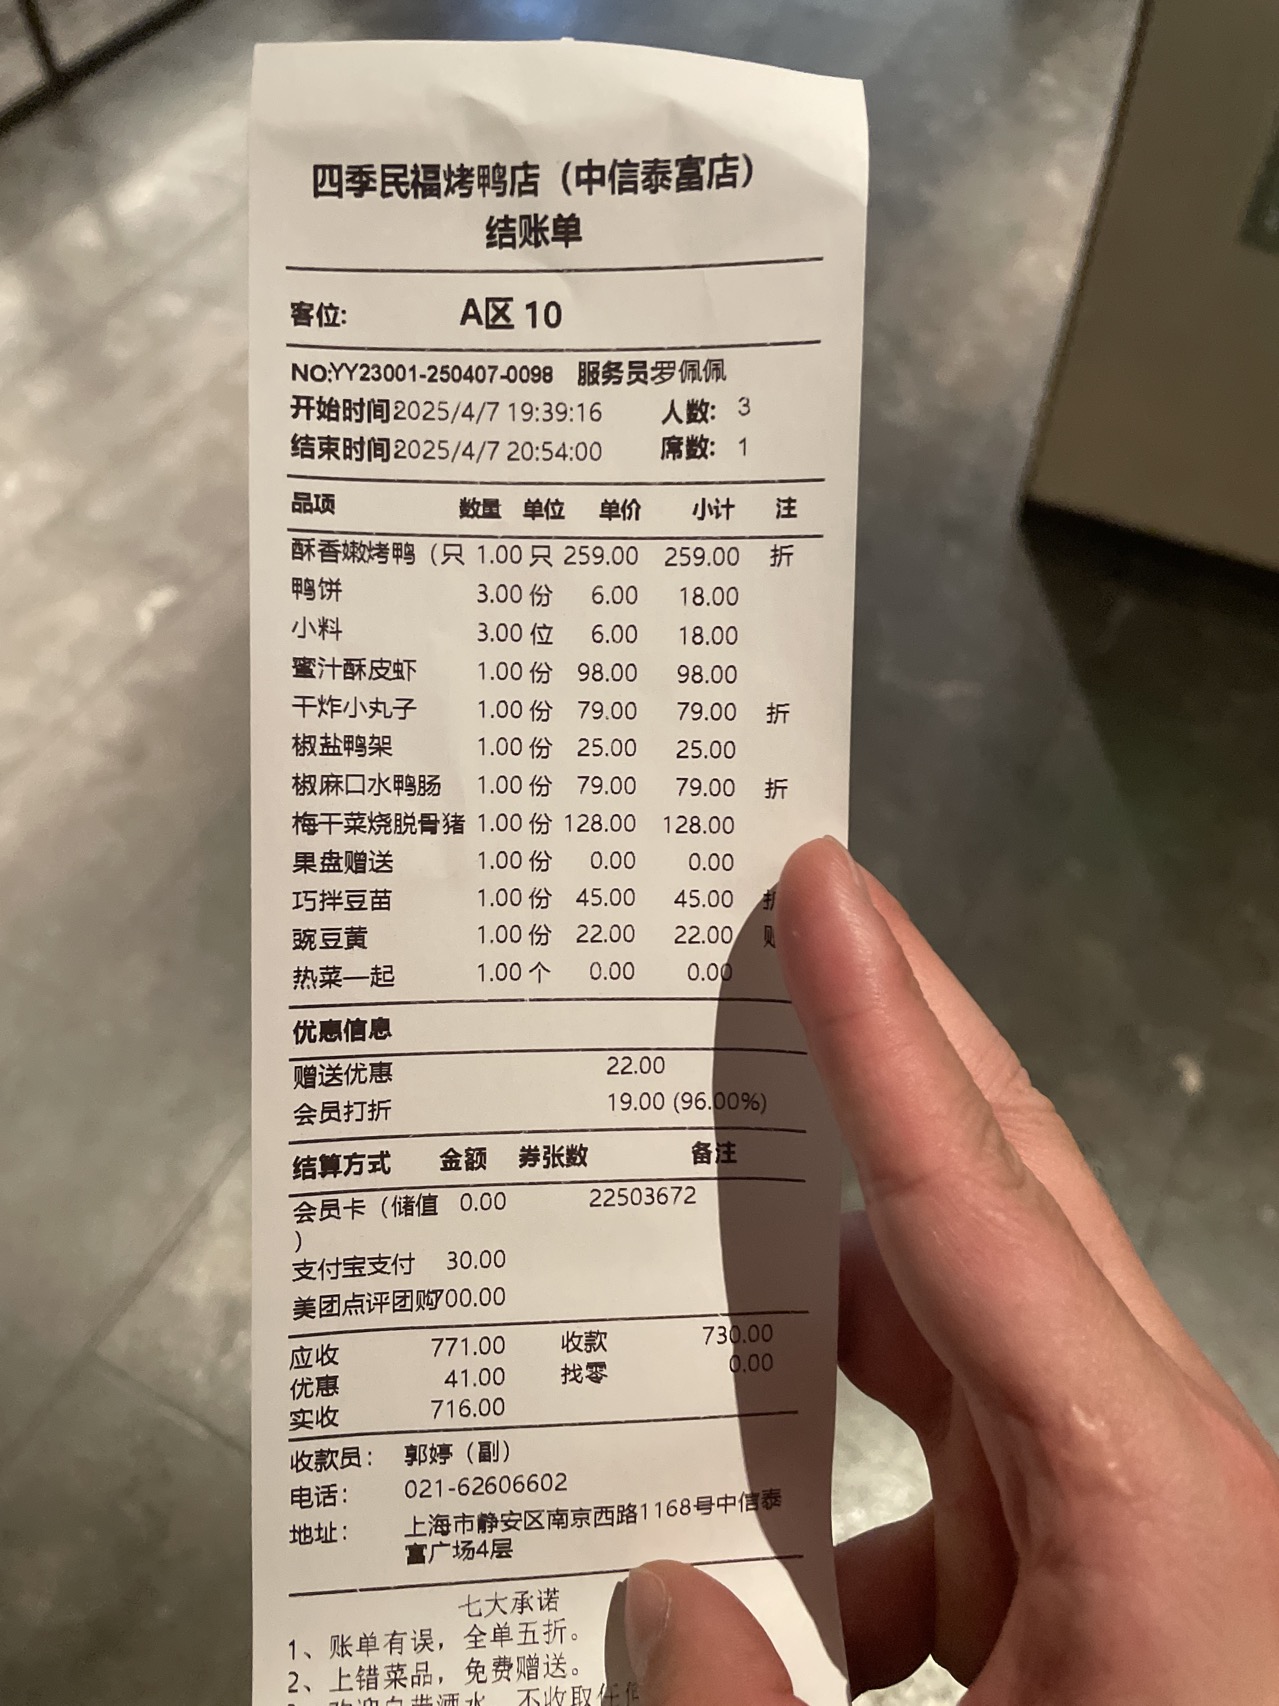 四季民福烤鸭店（中信泰富店）
结账单
客位: A区 10
NO:YY23001-250407-0098 服务员罗佩佩
开始时间2025/4/7 19:39:16 人数: 3
结束时间2025/4/7 20:54:00 席数: 1
品项 数量 单位 单价 小计 注
酥香嫩烤鸭（只 1.00 只 259.00 259.00 折
鸭饼 3.00 份 6.00 18.00
小料 3.00 位 6.00 18.00
蜜汁酥皮虾 1.00 份 98.00 98.00
干炸小丸子 1.00 份 79.00 79.00 折
椒盐鸭架 1.00 份 25.00 25.00
椒麻口水鸭肠 1.00 份 79.00 79.00 折
梅干菜烧脱骨猪 1.00 份 128.00 128.00
果盘赠送 1.00 份 0.00 0.00
巧拌豆苗 1.00 份 45.00 45.00 折
豌豆黄 1.00 份 22.00 22.00
热菜一起 1.00 个 0.00 0.00
优惠信息
赠送优惠 22.00
会员打折 19.00 (96.00%)
结算方式 金额 券张数 备注
会员卡（储值 0.00 22503672
）
支付宝支付 30.00
美团点评团购700.00
应收 771.00 收款 730.00
优惠 41.00 找零 0.00
实收 716.00
收款员： 郭婷（副）
电话： 021-62606602
地址： 上海市静安区南京西路1168号中信泰
富广场4层
七大承诺
1、账单有误，全单五折。
2、上错菜品，免费赠送。
欢迎自带酒水，不收取任何